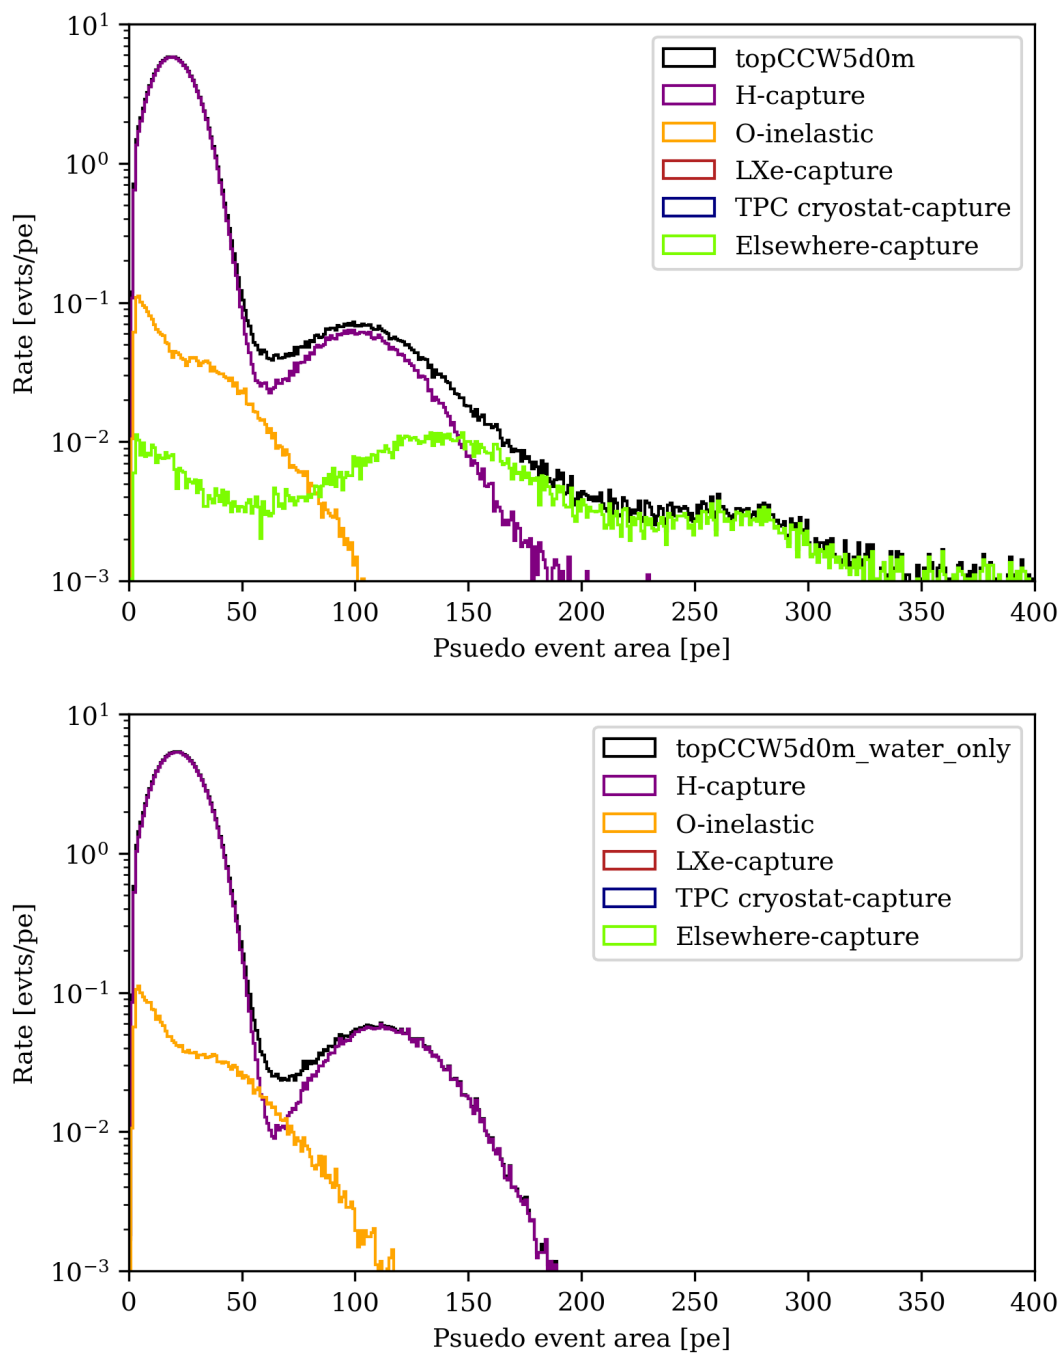 10^1
10^0
10^-1
10^-2
10^-3
Rate [evts/pe]
topCCW5d0m
H-capture
O-inelastic
LXe-capture
TPC cryostat-capture
Elsewhere-capture
0 50 100 150 200 250 300 350 400
Psuedo event area [pe]
10^1
10^0
10^-1
10^-2
10^-3
Rate [evts/pe]
topCCW5d0m_water_only
H-capture
O-inelastic
LXe-capture
TPC cryostat-capture
Elsewhere-capture
0 50 100 150 200 250 300 350 400
Psuedo event area [pe]